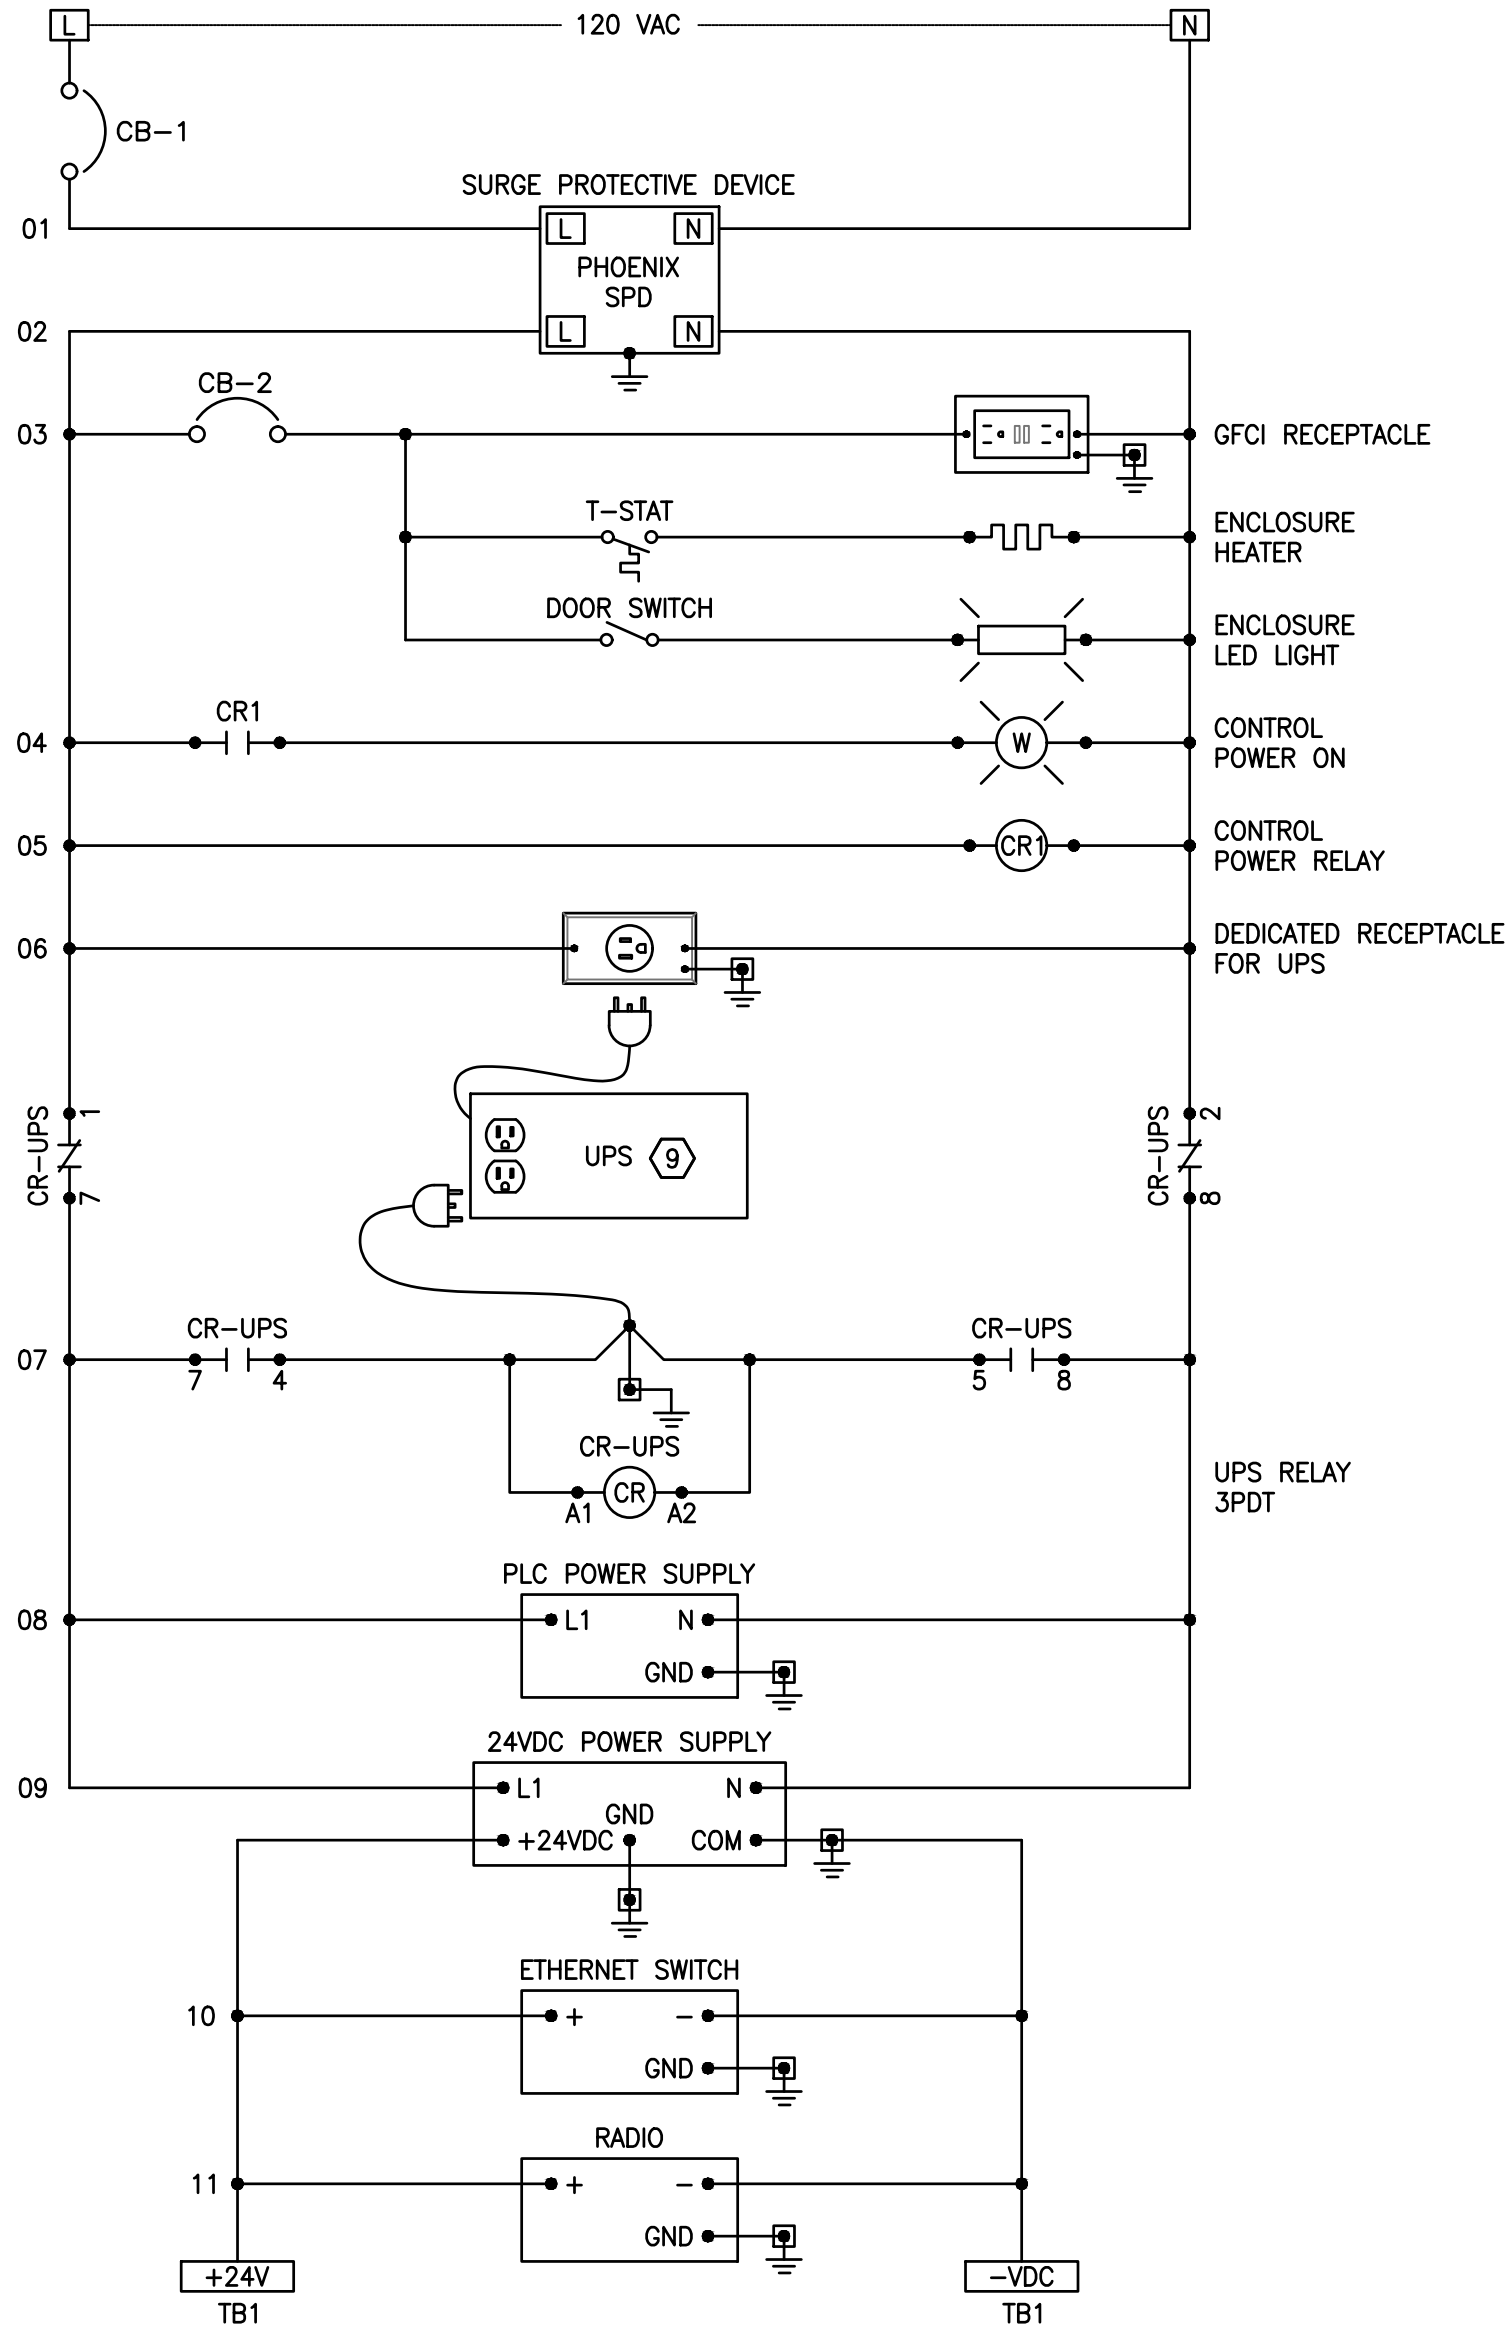 L 120 VAC N
CB-1
SURGE PROTECTIVE DEVICE
01 L N
PHOENIX
SPD
02 L N
CB-2
03 GFCI RECEPTACLE
T-STAT
ENCLOSURE
HEATER
DOOR SWITCH
ENCLOSURE
LED LIGHT
CR1
04 W CONTROL
POWER ON
05 CR1 CONTROL
POWER RELAY
06 DEDICATED RECEPTACLE
FOR UPS
CR-UPS 1 7
UPS 9
CR-UPS 2 8
CR-UPS CR-UPS
07
7 4 5 8
CR-UPS
CR
A1 A2
UPS RELAY
3PDT
PLC POWER SUPPLY
08 L1 N
GND
24VDC POWER SUPPLY
09 L1 N
GND
+24VDC COM
ETHERNET SWITCH
10 + -
GND
RADIO
11 + -
GND
+24V -VDC
TB1 TB1